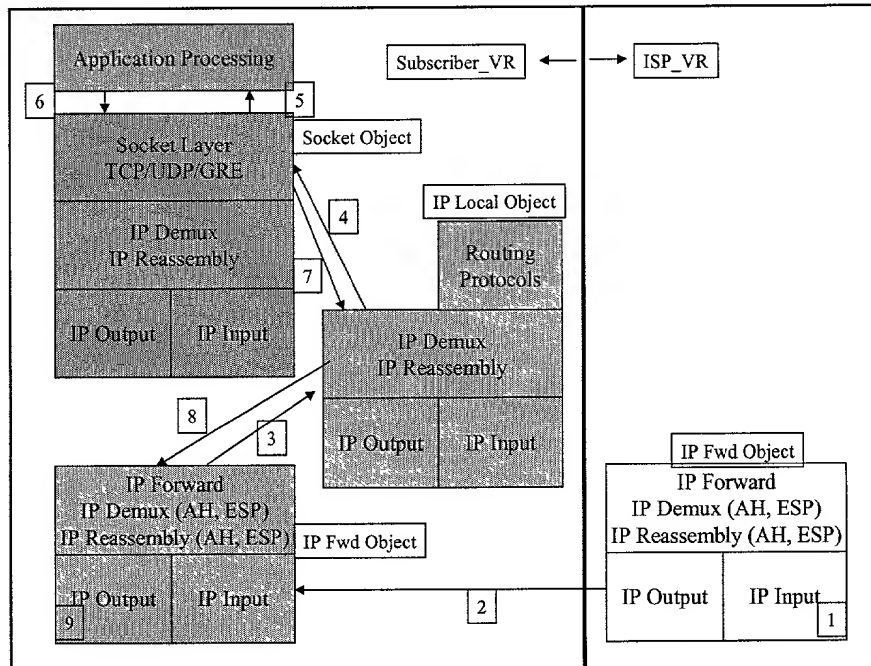 Application Processing
Subscriber_VR
ISP_VR
6
5
Socket Layer
TCP/UDP/GRE
Socket Object
4
IP Local Object
IP Demux
IP Reassembly
Routing
Protocols
7
IP Output
IP Input
IP Demux
IP Reassembly
8
3
IP Output
IP Input
IP Fwd Object
IP Forward
IP Demux (AH, ESP)
IP Reassembly (AH, ESP)
IP Fwd Object
IP Forward
IP Demux (AH, ESP)
IP Reassembly (AH, ESP)
IP Output
IP Input
9
2
IP Output
IP Input
1